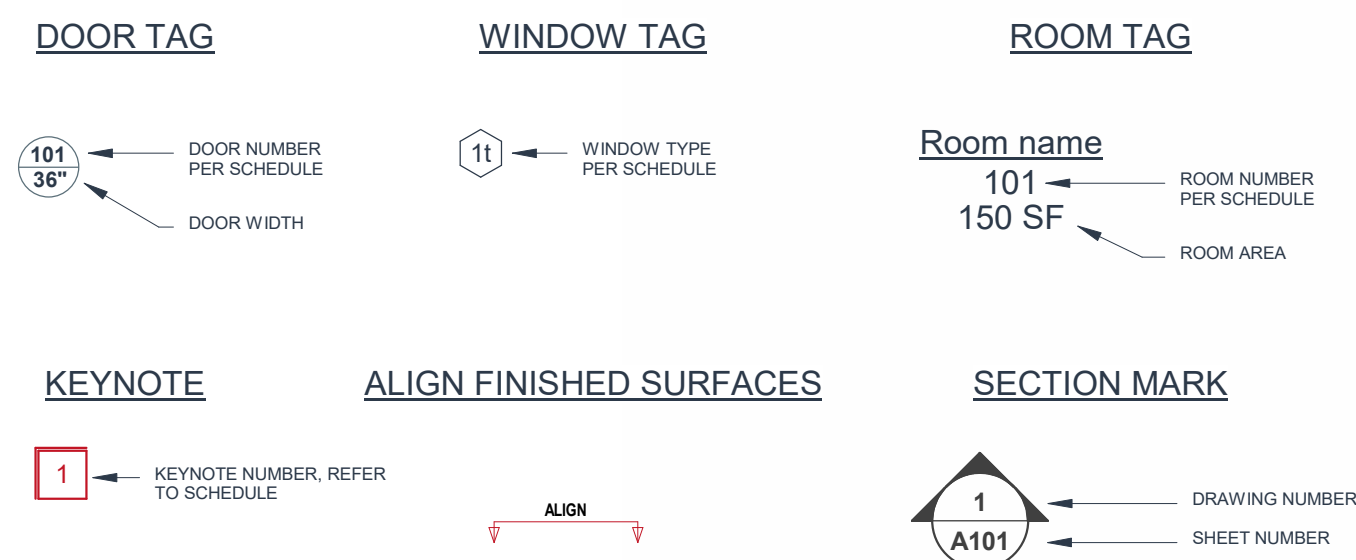 DOOR TAG
WINDOW TAG
ROOM TAG
101
36"
DOOR NUMBER
PER SCHEDULE
DOOR WIDTH
1t
WINDOW TYPE
PER SCHEDULE
Room name
101
150 SF
ROOM NUMBER
PER SCHEDULE
ROOM AREA
KEYNOTE
ALIGN FINISHED SURFACES
SECTION MARK
1
KEYNOTE NUMBER, REFER
TO SCHEDULE
ALIGN
1
A101
DRAWING NUMBER
SHEET NUMBER